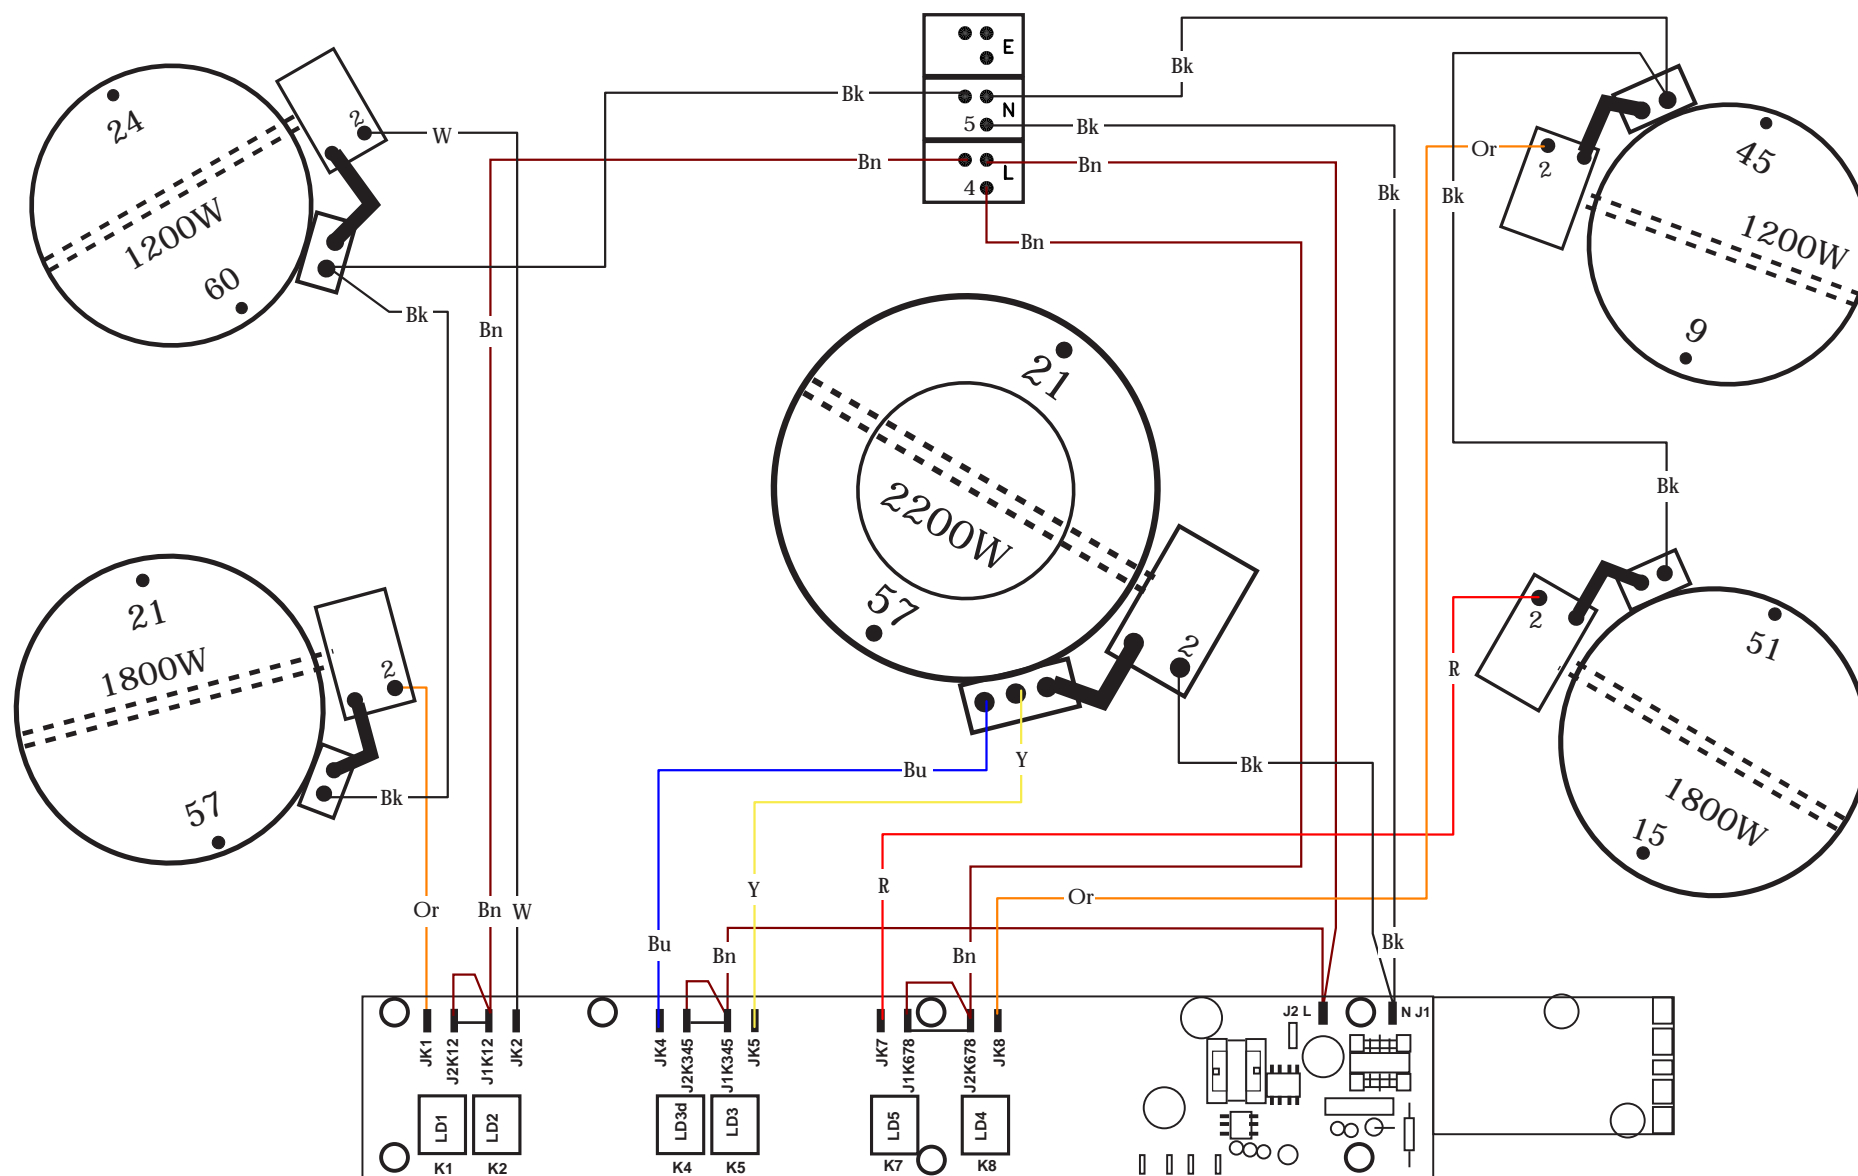 E
N
5
L
4
Bk
Bk
Bk
Bn
Bn
Bn
Bk
Bk
Or
W
24
2
1200W
60
Bk
Bn
45
2
1200W
9
Bk
21
2200W
57
2
21
1800W
2
57
Bk
Bu
Y
Bk
R
2
51
1800W
15
Or
Bn
W
Bu
Bn
Y
R
Bn
Or
Bk
JK1
J2K12
J1K12
JK2
JK4
J2K345
J1K345
JK5
JK7
J1K678
J2K678
JK8
J2 L
N J1
LD1
LD2
LD3d
LD3
LD5
LD4
K1
K2
K4
K5
K7
K8